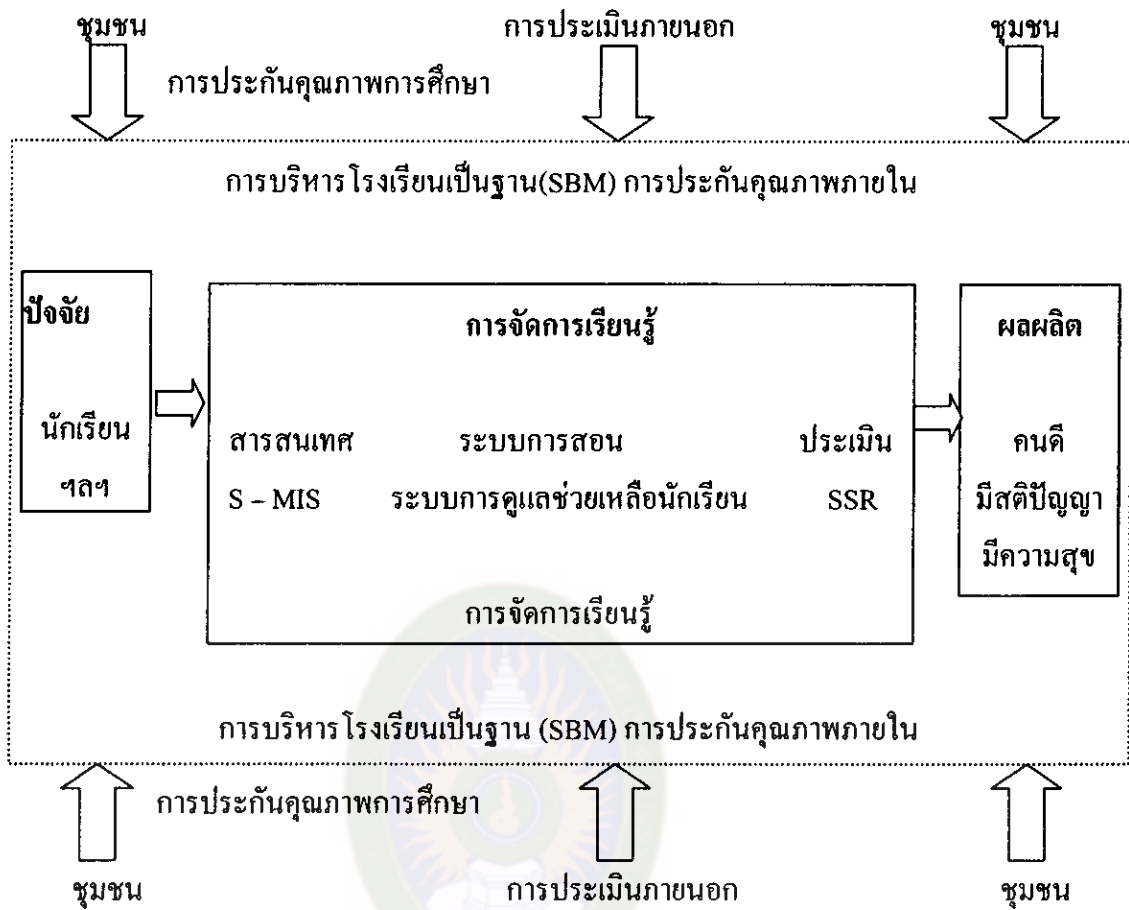 ชุมชน การประเมินภายนอก ชุมชน
การประกันคุณภาพการศึกษา
การบริหารโรงเรียนเป็นฐาน(SBM) การประกันคุณภาพภายใน
ปัจจัย
นักเรียน
ฯลฯ
การจัดการเรียนรู้
สารสนเทศ ระบบการสอน ประเมิน
S – MIS ระบบการดูแลช่วยเหลือนักเรียน SSR
การจัดการเรียนรู้
ผลผลิต
คนดี
มีสติปัญญา
มีความสุข
การบริหารโรงเรียนเป็นฐาน (SBM) การประกันคุณภาพภายใน
การประกันคุณภาพการศึกษา
ชุมชน การประเมินภายนอก ชุมชน